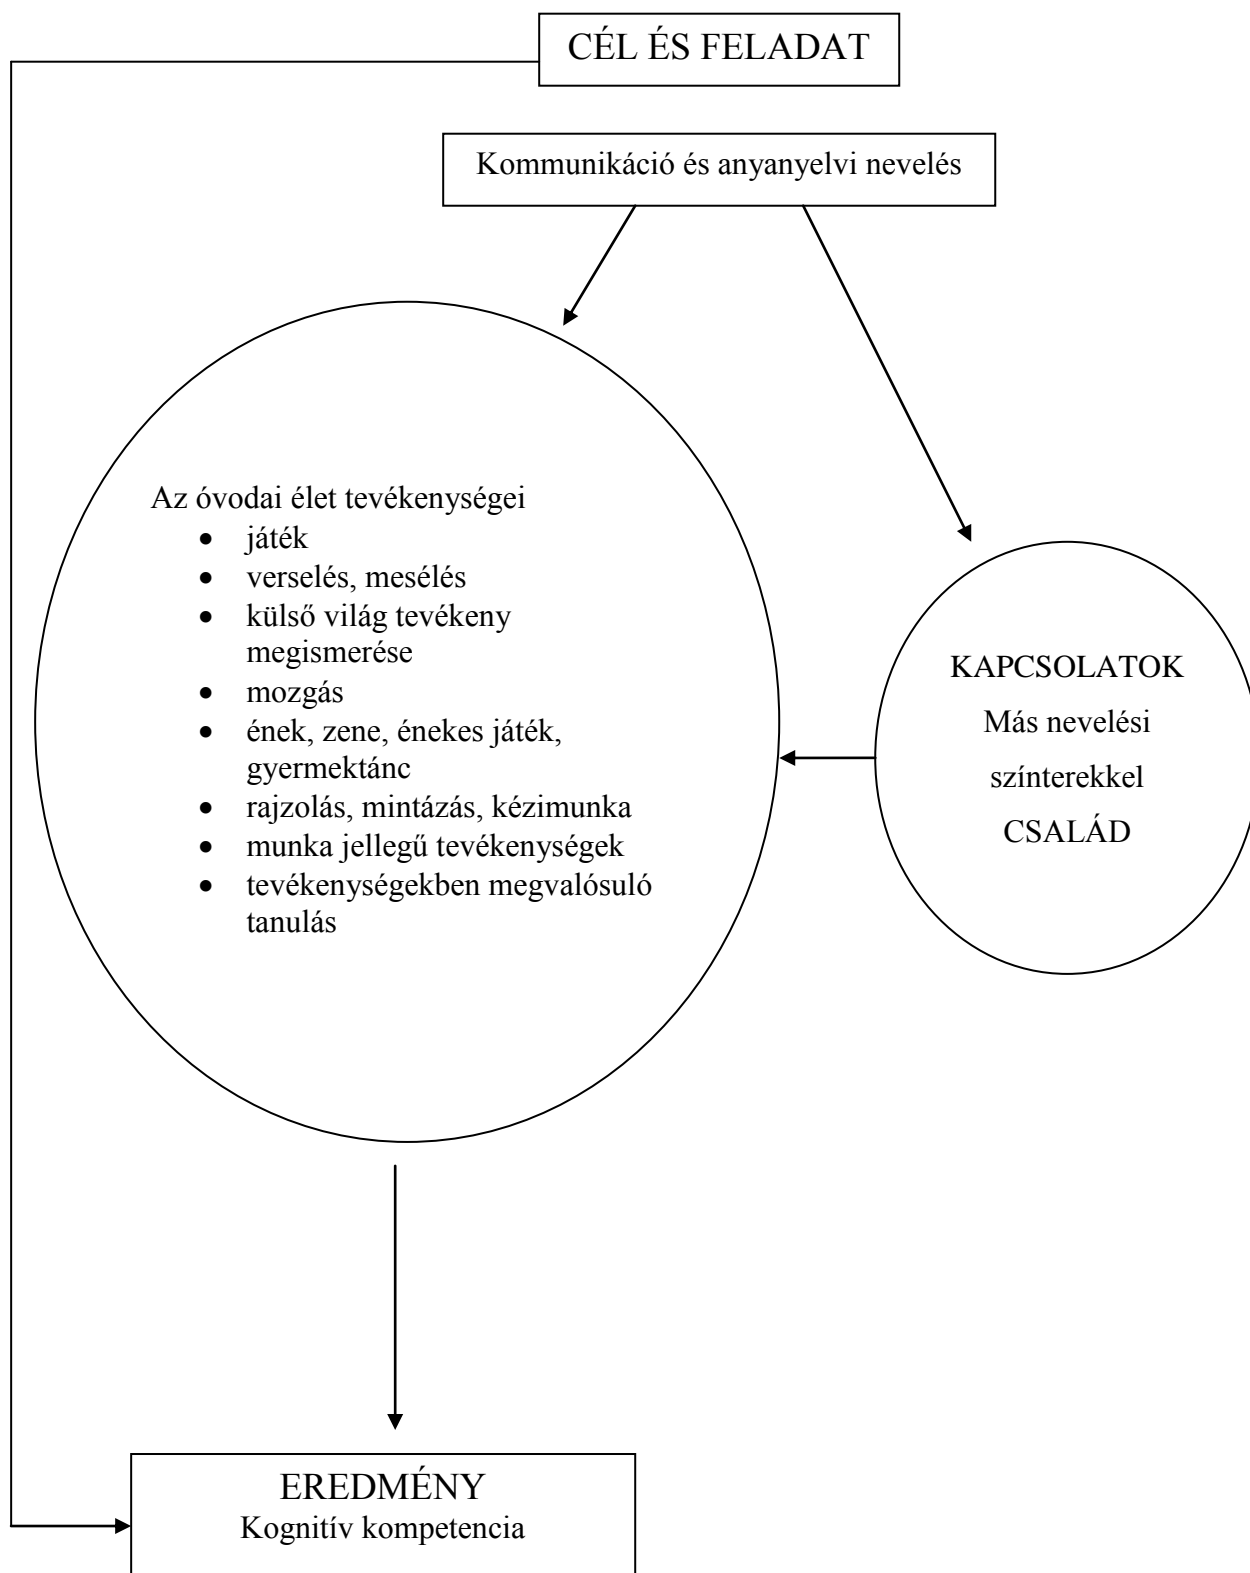 CÉL ÉS FELADAT
Kommunikáció és anyanyelvi nevelés
Az óvodai élet tevékenységei
• játék
• verselés, mesélés
• külső világ tevékeny
megismerése
• mozgás
• ének, zene, énekes játék,
gyermektánc
• rajzolás, mintázás, kézimunka
• munka jellegű tevékenységek
• tevékenységekben megvalósuló
tanulás
KAPCSOLATOK
Más nevelési
színterekkel
CSALÁD
EREDMÉNY
Kognitív kompetencia